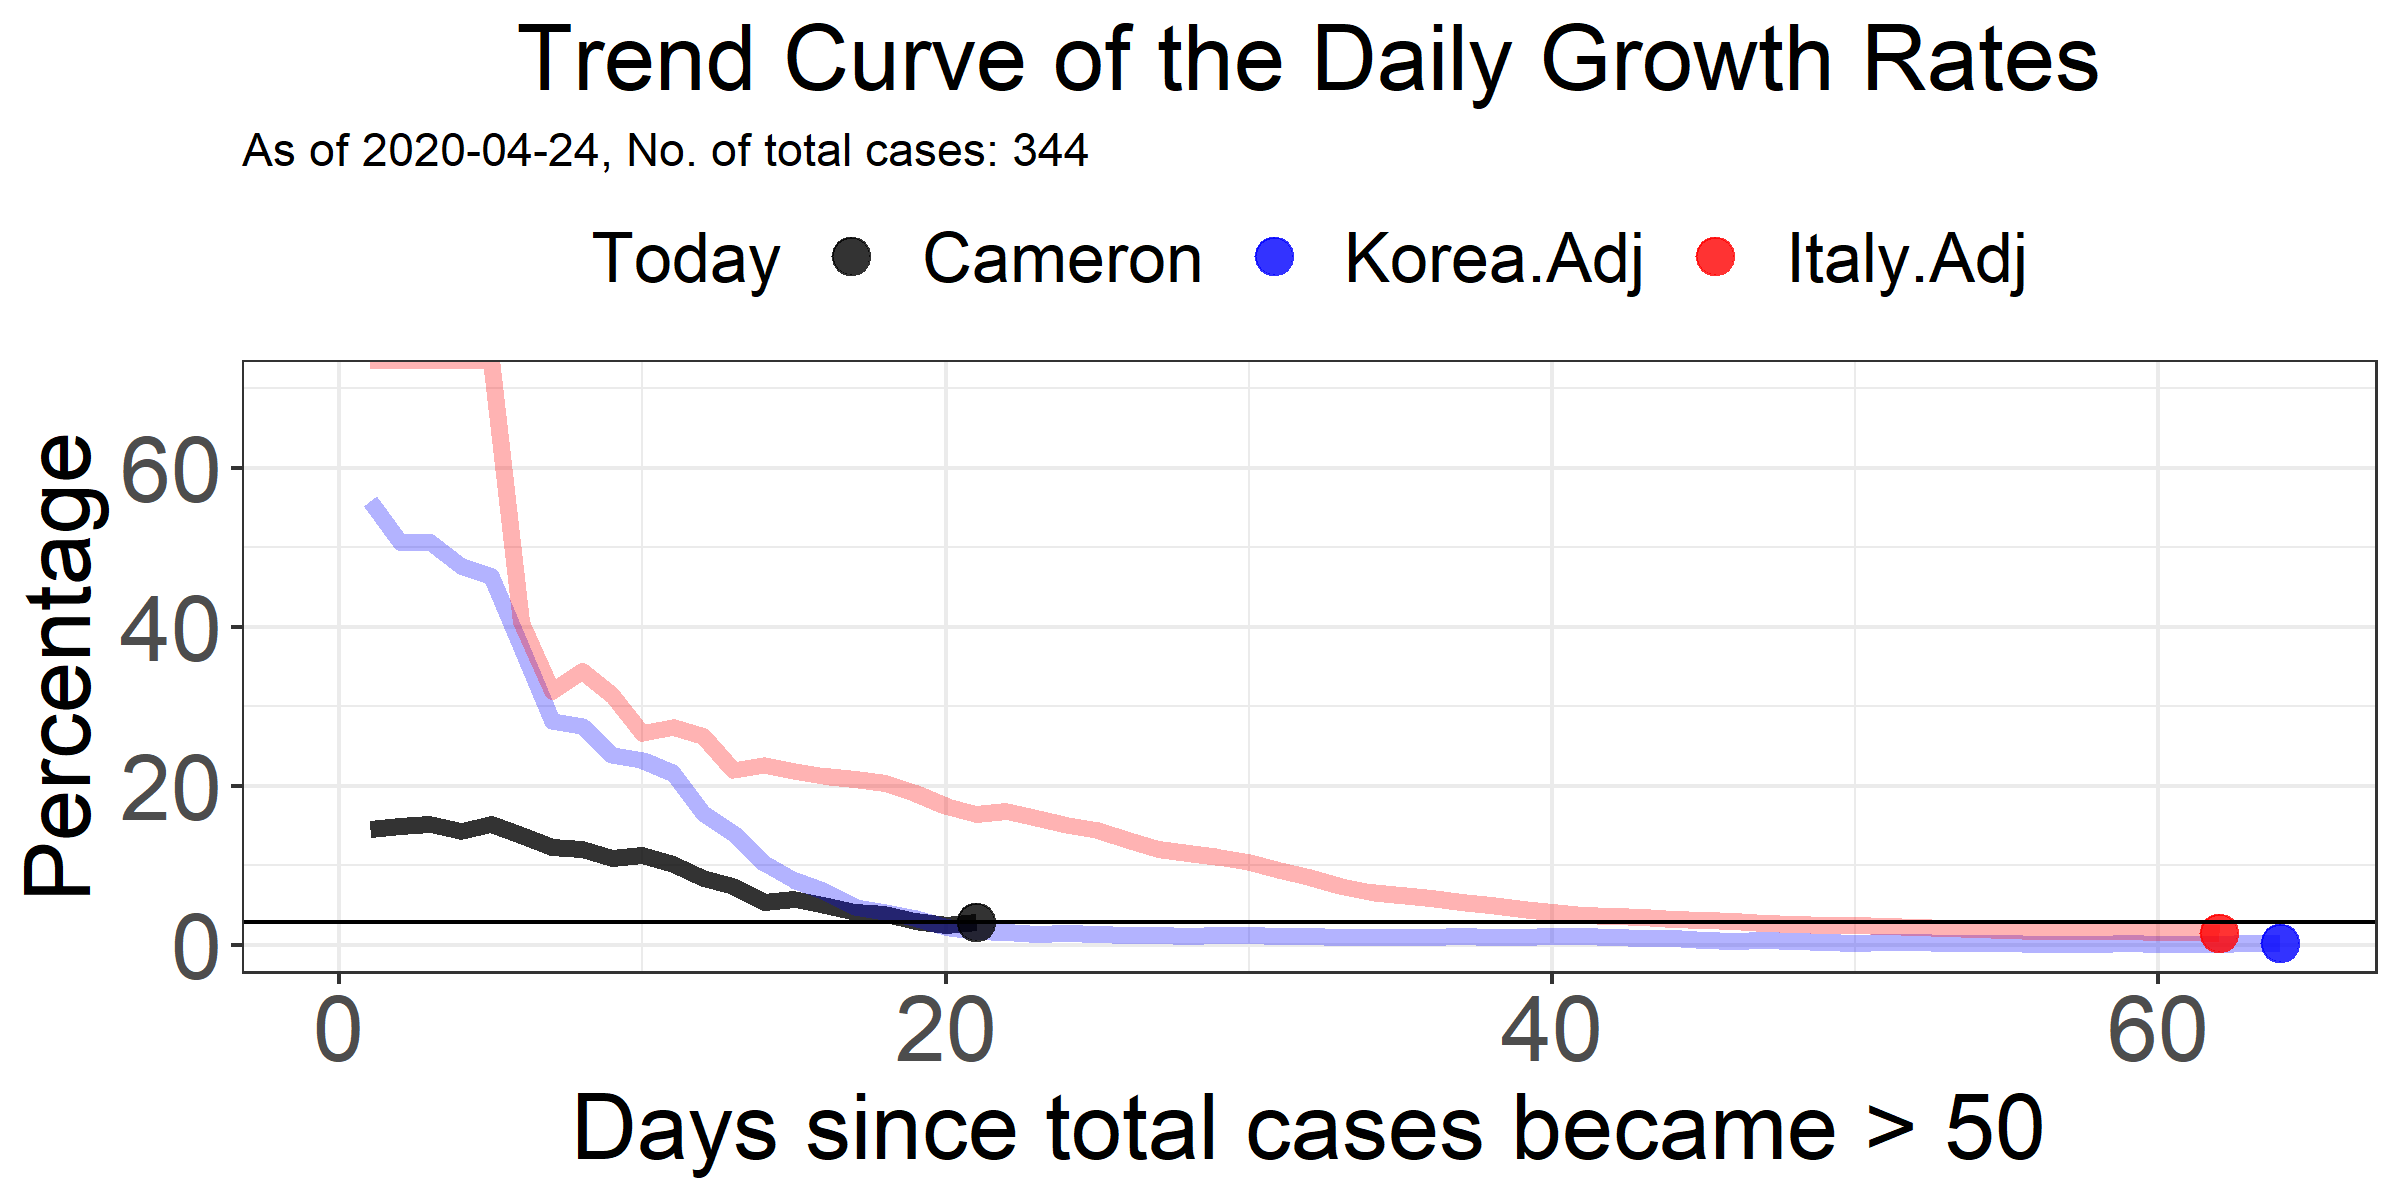 Trend Curve of the Daily Growth Rates
As of 2020-04-24, No. of total cases: 344
Today Cameron Korea.Adj Italy.Adj
Percentage
60
40
20
0
0 20 40 60
Days since total cases became > 50